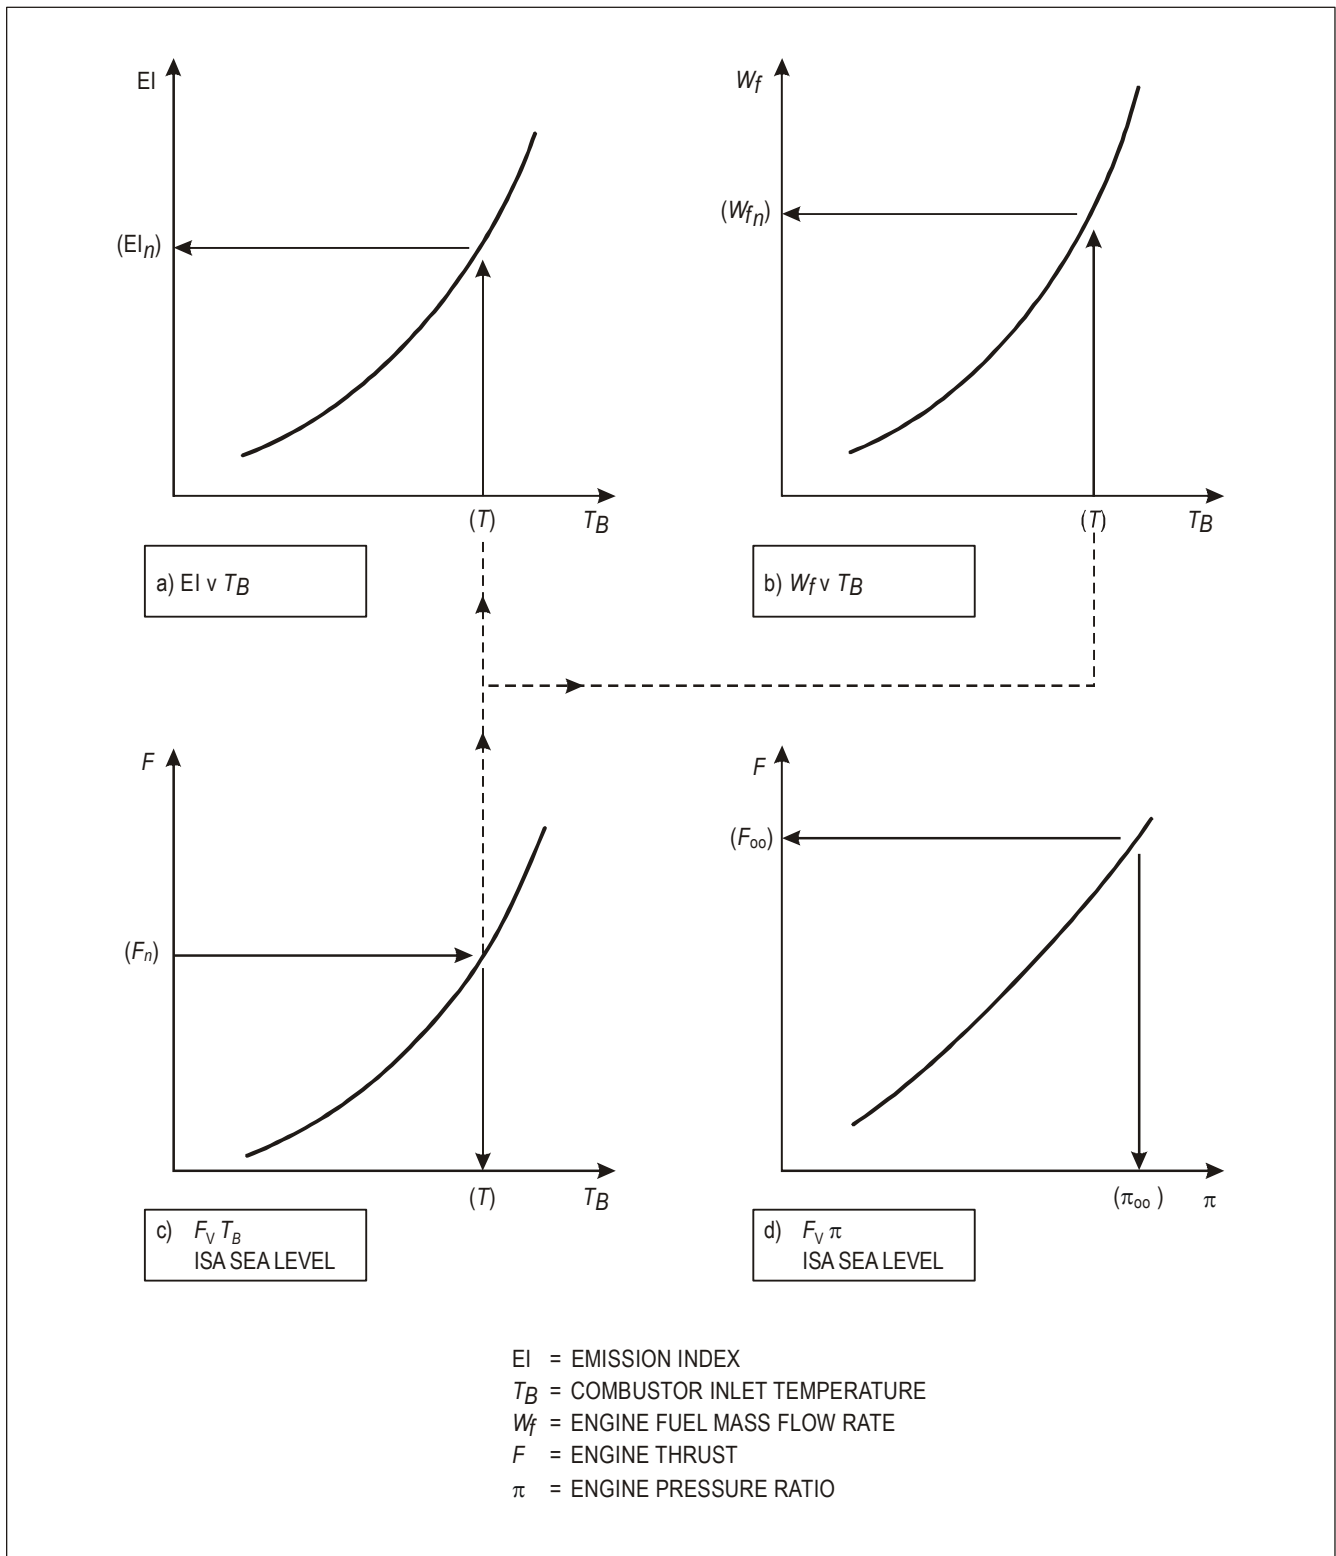 EI
(EIn)
(T)
TB
a) EI v TB
Wf
(Wfn)
(T)
TB
b) Wf v TB
F
(Fn)
(T)
TB
c) FV TB
ISA SEA LEVEL
F
(Foo)
(πoo )
π
d) FV π
ISA SEA LEVEL
EI = EMISSION INDEX
TB = COMBUSTOR INLET TEMPERATURE
Wf = ENGINE FUEL MASS FLOW RATE
F = ENGINE THRUST
π = ENGINE PRESSURE RATIO